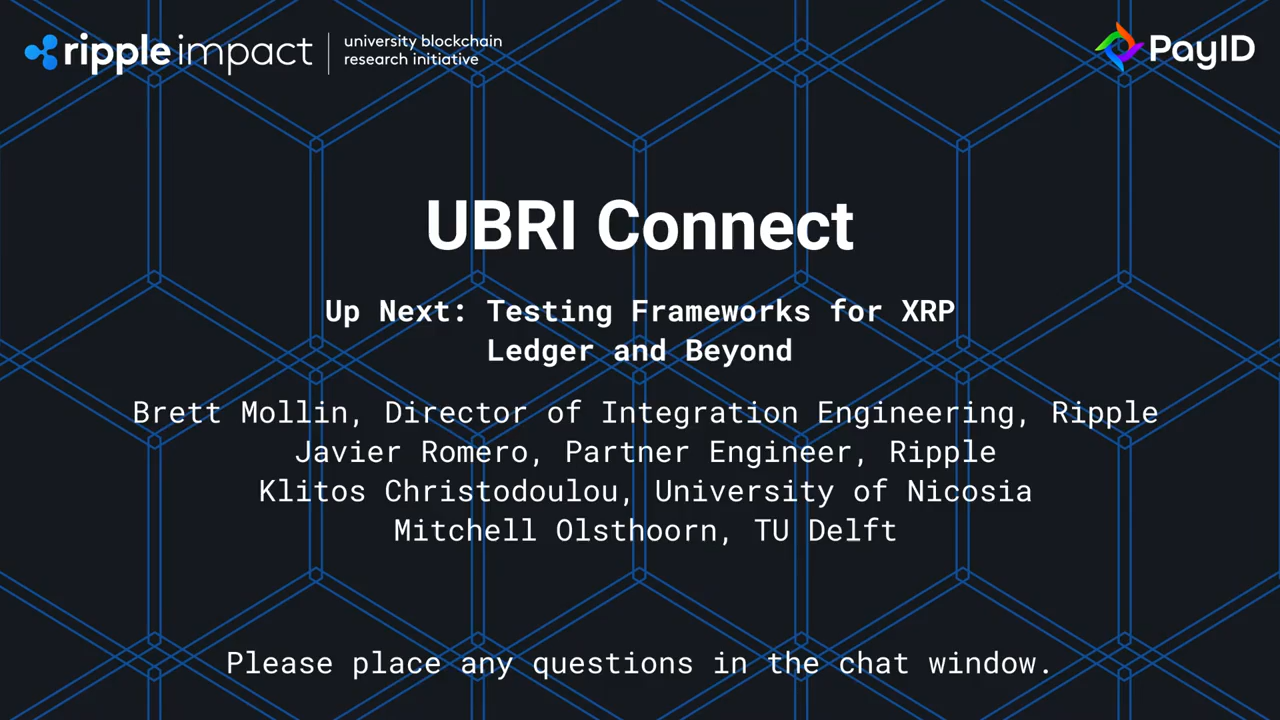 ripple impact
university blockchain
research initiative
PayID
UBRI Connect
Up Next: Testing Frameworks for XRP
Ledger and Beyond
Brett Mollin, Director of Integration Engineering, Ripple
Javier Romero, Partner Engineer, Ripple
Klitos Christodoulou, University of Nicosia
Mitchell Olsthoorn, TU Delft
Please place any questions in the chat window.